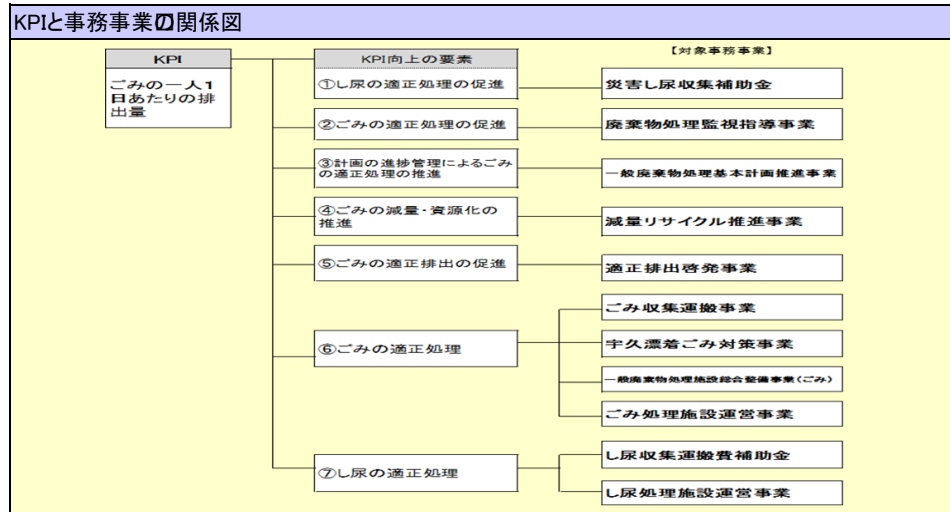 KPIと事務事業の関係図
【対象事務事業】
KPI
KPI向上の要素
ごみの一人1
日あたりの排
出量
①し尿の適正処理の促進
災害し尿収集補助金
②ごみの適正処理の促進
廃棄物処理監視指導事業
③計画の進捗管理によるごみ
の適正処理の推進
一般廃棄物処理基本計画推進事業
④ごみの減量・資源化の
推進
減量リサイクル推進事業
⑤ごみの適正排出の促進
適正排出啓発事業
⑥ごみの適正処理
ごみ収集運搬事業
宇久漂着ごみ対策事業
一般廃棄物処理施設総合整備事業(ごみ)
ごみ処理施設運営事業
⑦し尿の適正処理
し尿収集運搬費補助金
し尿処理施設運営事業